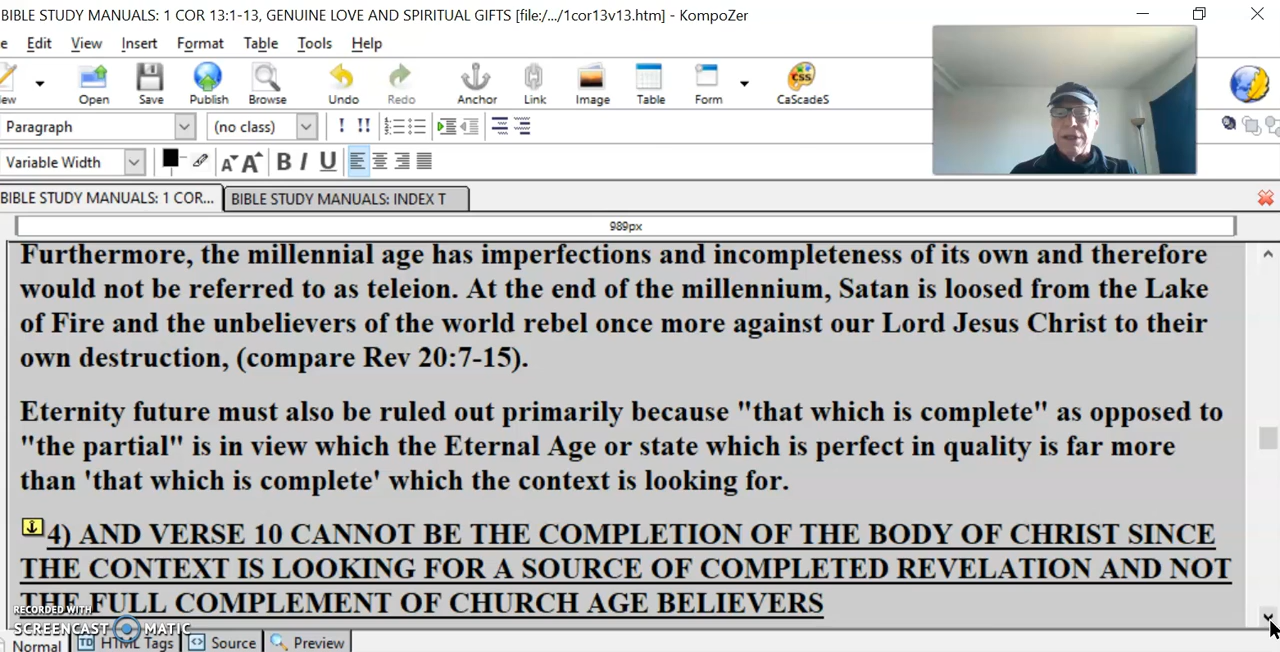 BIBLE STUDY MANUALS: 1 COR 13:1-13, GENUINE LOVE AND SPIRITUAL GIFTS [file:/.../1cor13v13.htm] - KompoZer
e Edit View Insert Format Table Tools Help
ew Open Save Publish Browse Undo Redo Anchor Link Image Table Form CaScadeS
Paragraph (no class) ! !!
Variable Width A A B I U
BIBLE STUDY MANUALS: 1 COR... BIBLE STUDY MANUALS: INDEX T
989px
Furthermore, the millennial age has imperfections and incompleteness of its own and therefore
would not be referred to as teleion. At the end of the millennium, Satan is loosed from the Lake
of Fire and the unbelievers of the world rebel once more against our Lord Jesus Christ to their
own destruction, (compare Rev 20:7-15).
Eternity future must also be ruled out primarily because "that which is complete" as opposed to
"the partial" is in view which the Eternal Age or state which is perfect in quality is far more
than 'that which is complete' which the context is looking for.
4) AND VERSE 10 CANNOT BE THE COMPLETION OF THE BODY OF CHRIST SINCE
THE CONTEXT IS LOOKING FOR A SOURCE OF COMPLETED REVELATION AND NOT
THE FULL COMPLEMENT OF CHURCH AGE BELIEVERS
RECORDED WITH
SCREENCAST MATIC
Normal TD HTML Tags Source Preview